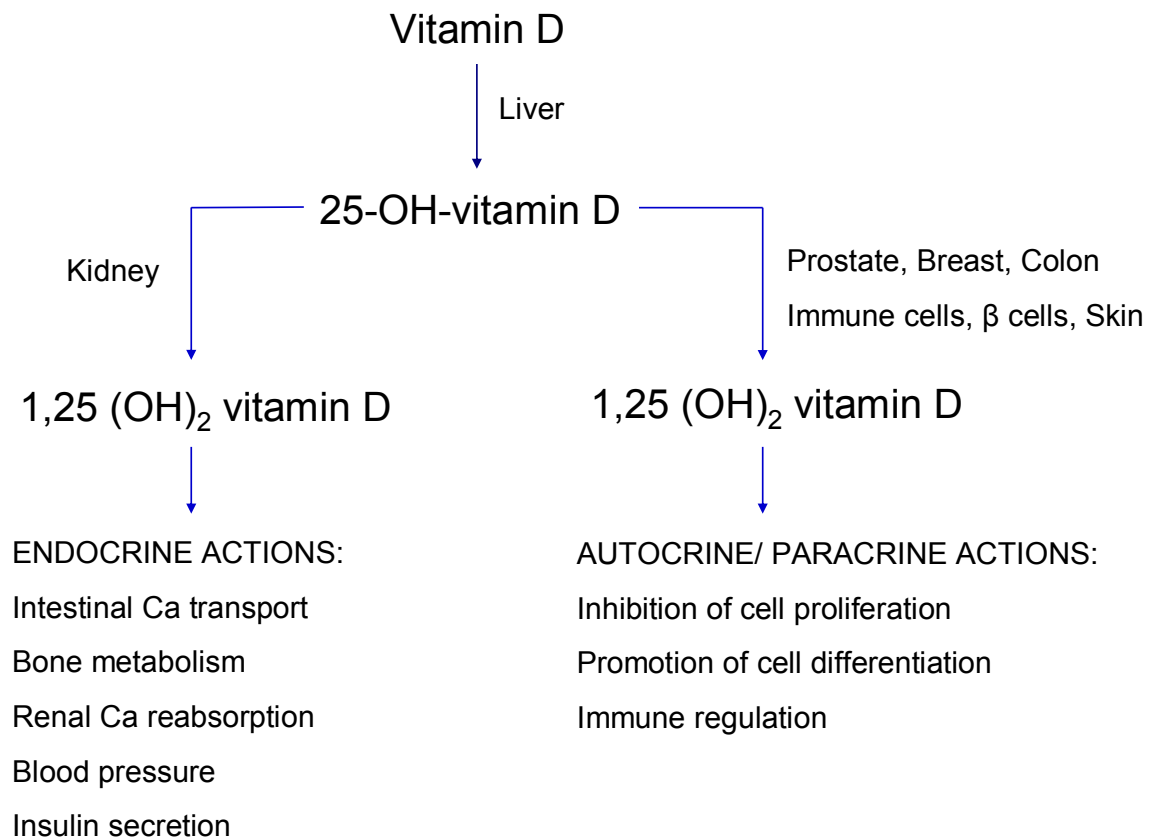 Vitamin D
Liver
25-OH-vitamin D
Kidney
Prostate, Breast, Colon
Immune cells, β cells, Skin
1,25 (OH)₂ vitamin D
1,25 (OH)₂ vitamin D
ENDOCRINE ACTIONS:
Intestinal Ca transport
Bone metabolism
Renal Ca reabsorption
Blood pressure
Insulin secretion
AUTOCRINE/ PARACRINE ACTIONS:
Inhibition of cell proliferation
Promotion of cell differentiation
Immune regulation